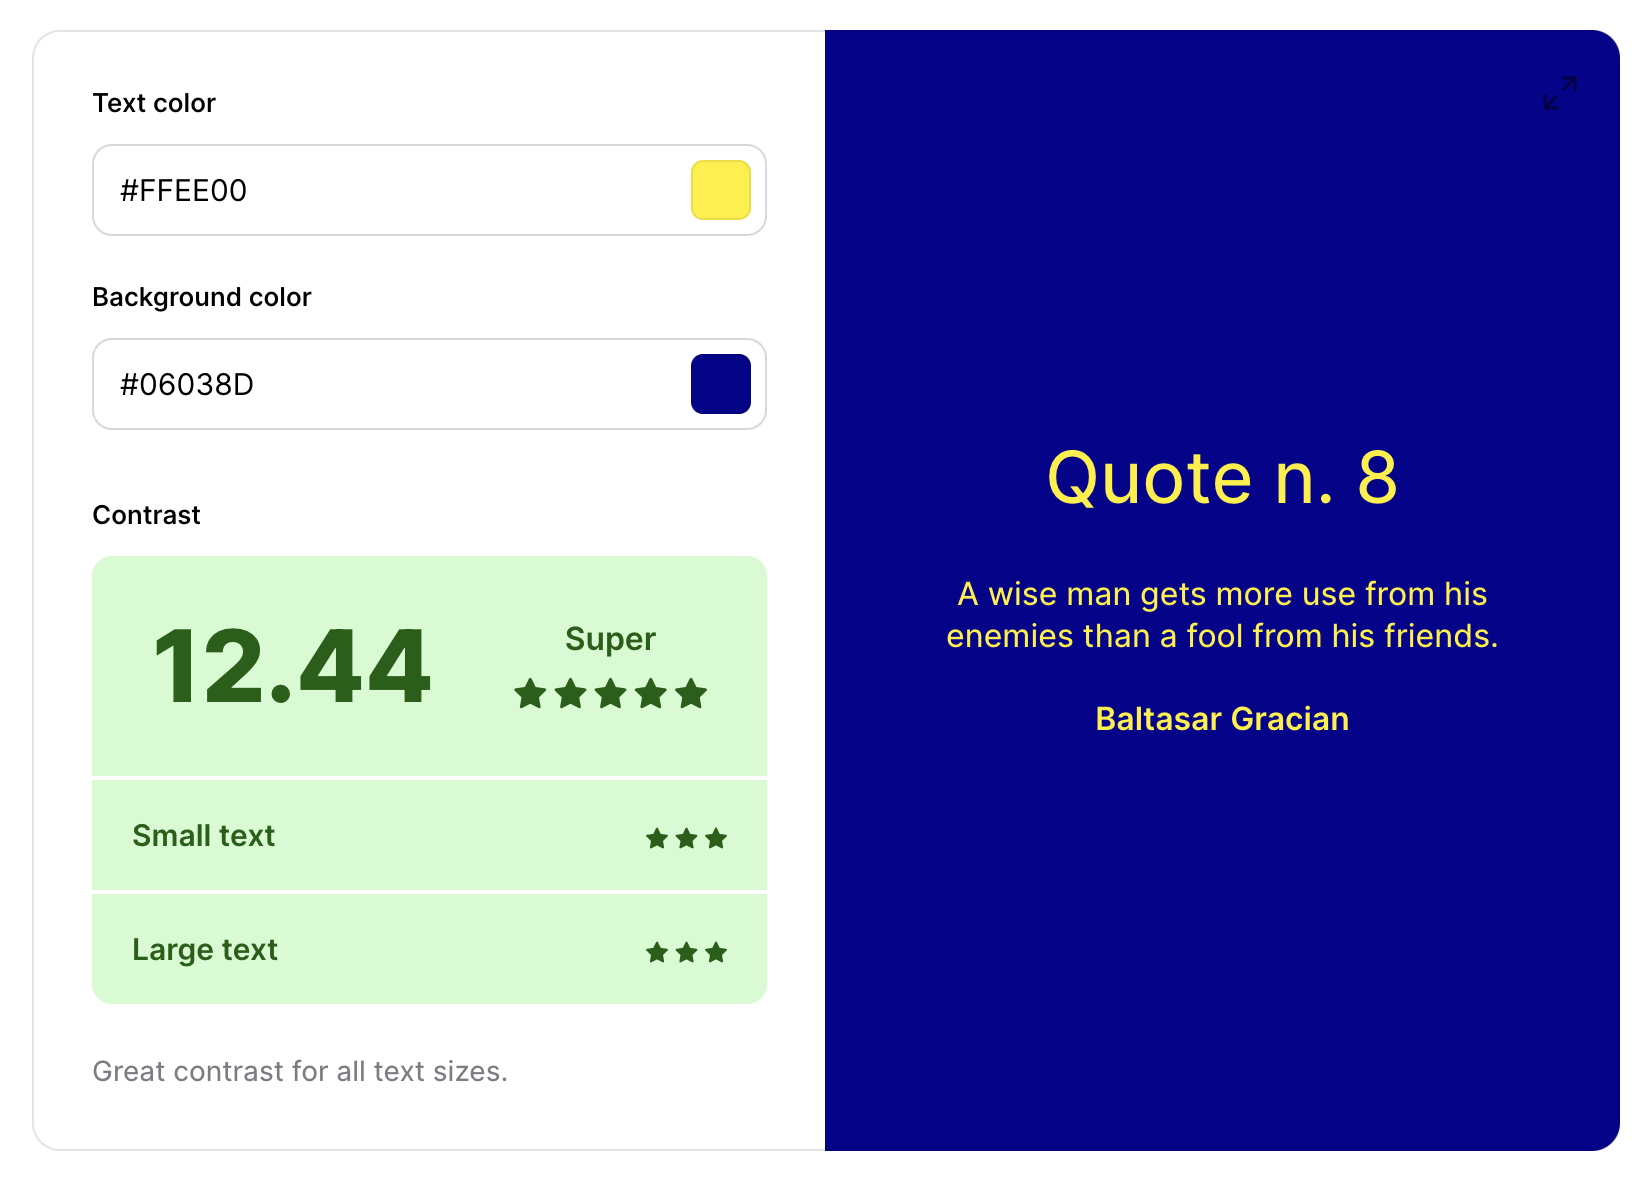 Text color
#FFEE00
Background color
#06038D
Contrast
12.44
Super
Small text
Large text
Great contrast for all text sizes.
Quote n. 8
A wise man gets more use from his
enemies than a fool from his friends.
Baltasar Gracian